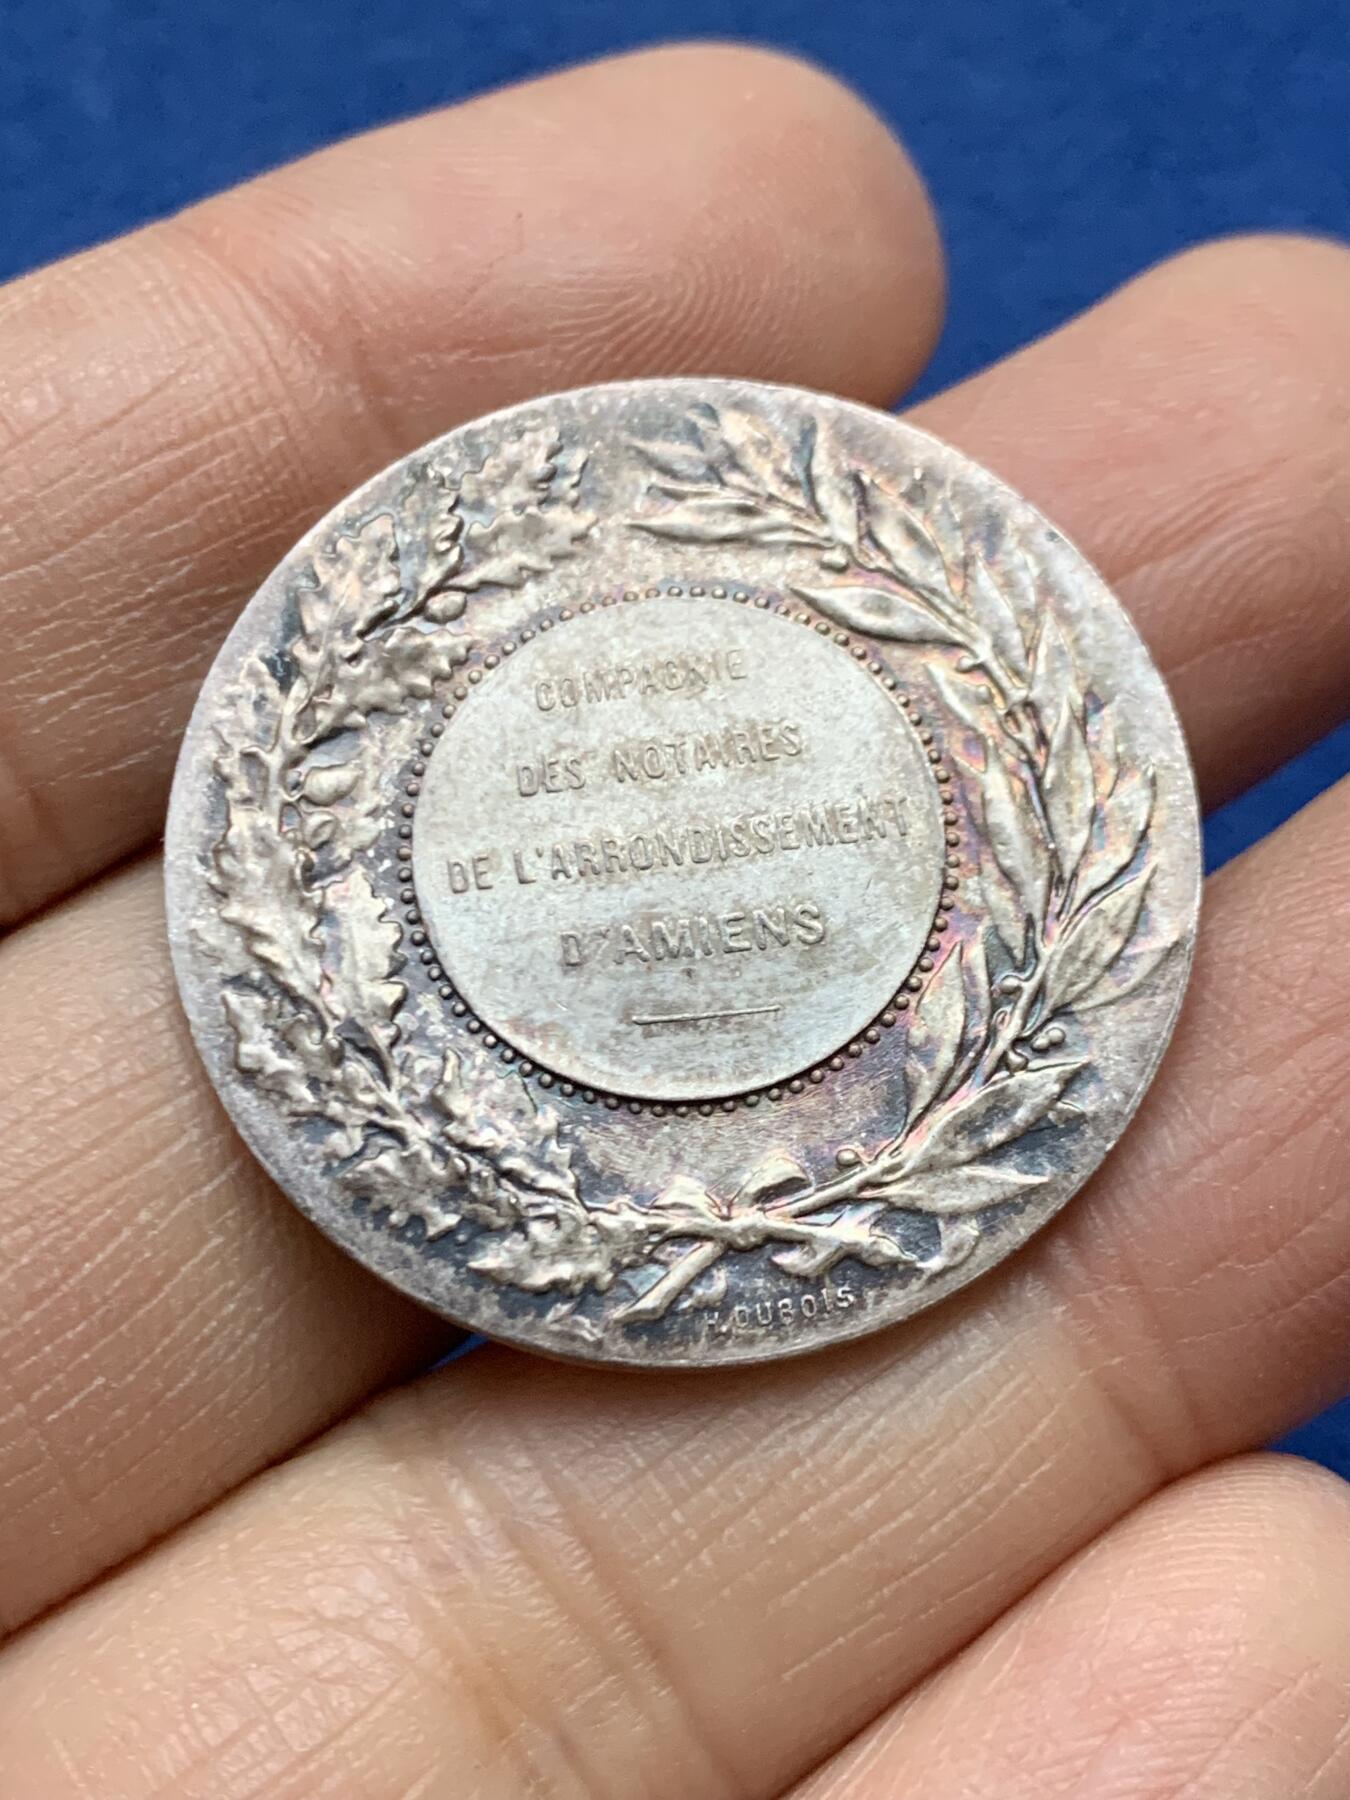 COMPAGNIE
DES NOTAIRES
DE L'ARRONDISSEMENT
D'AMIENS
H. DUBOIS